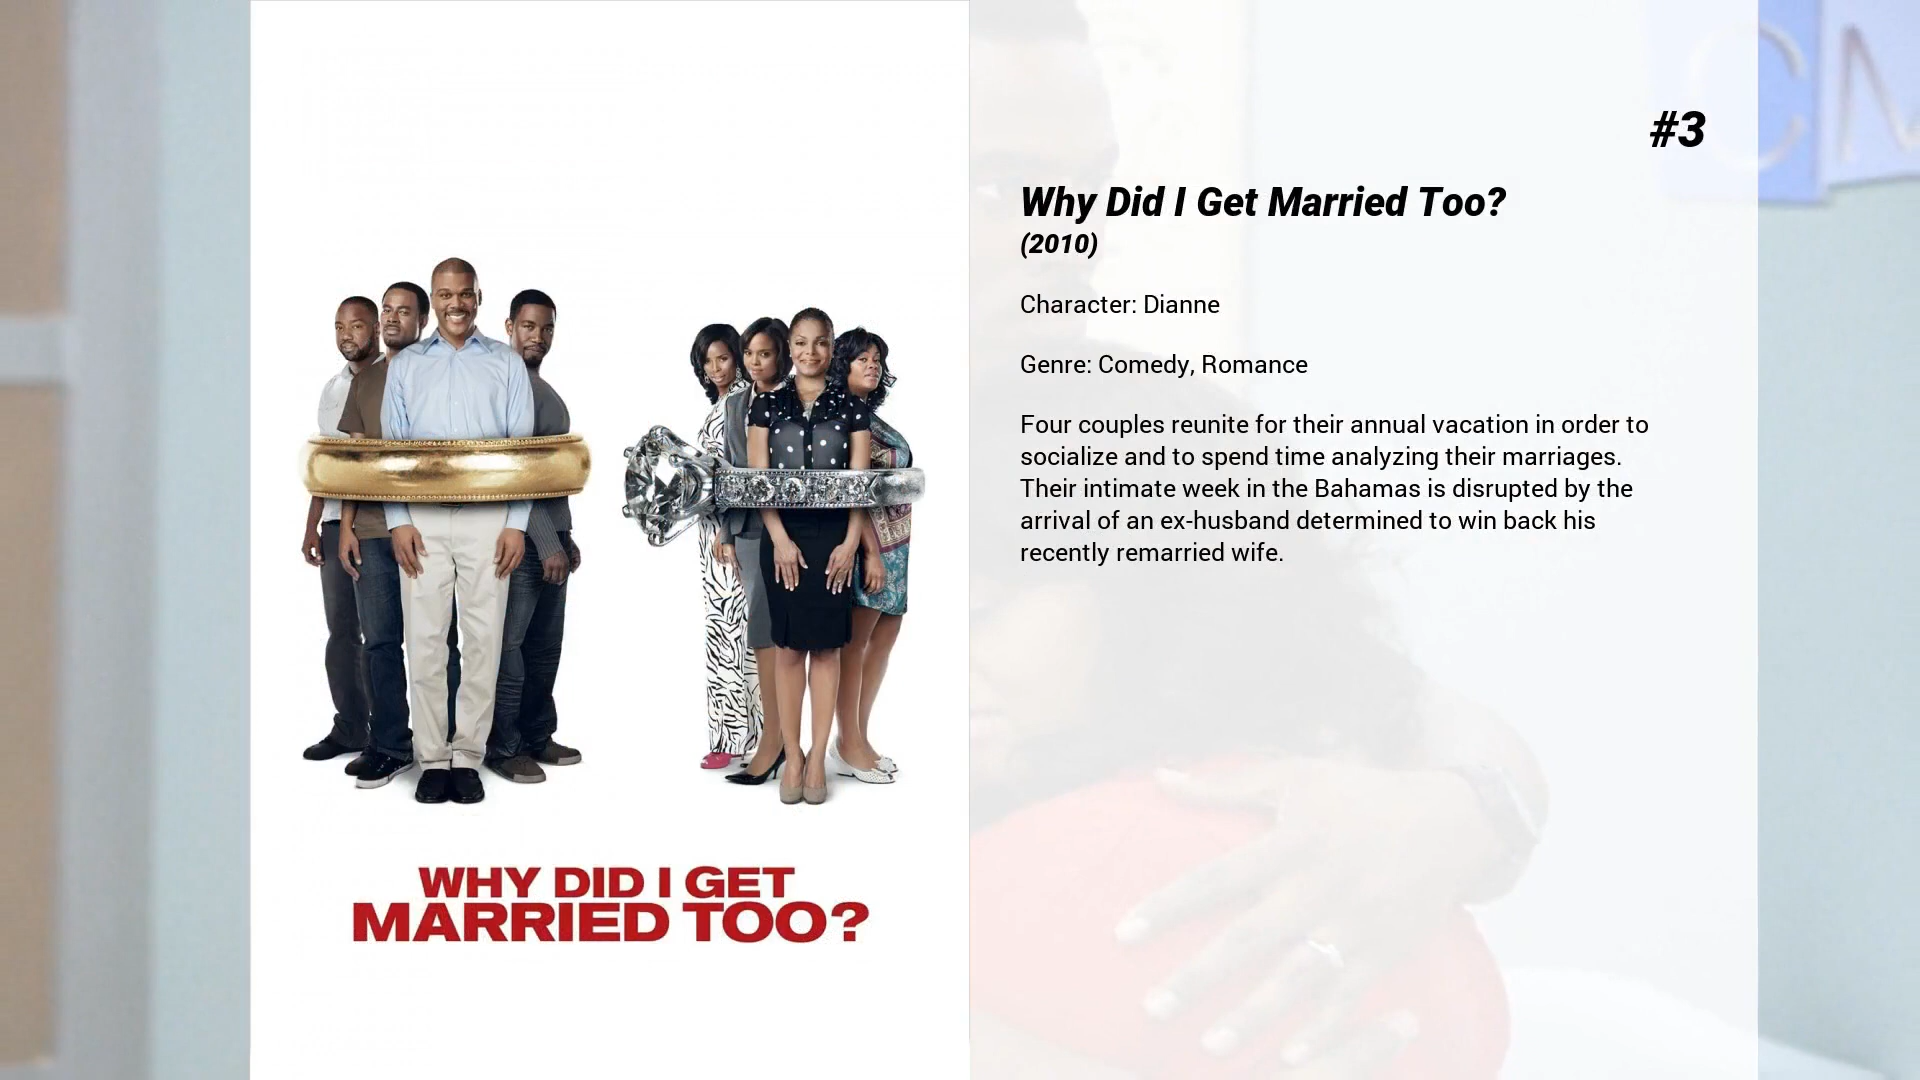 CM
#3
Why Did I Get Married Too?
(2010)
Character: Dianne
Genre: Comedy, Romance
Four couples reunite for their annual vacation in order to
socialize and to spend time analyzing their marriages.
Their intimate week in the Bahamas is disrupted by the
arrival of an ex-husband determined to win back his
recently remarried wife.
WHY DID I GET
MARRIED TOO?